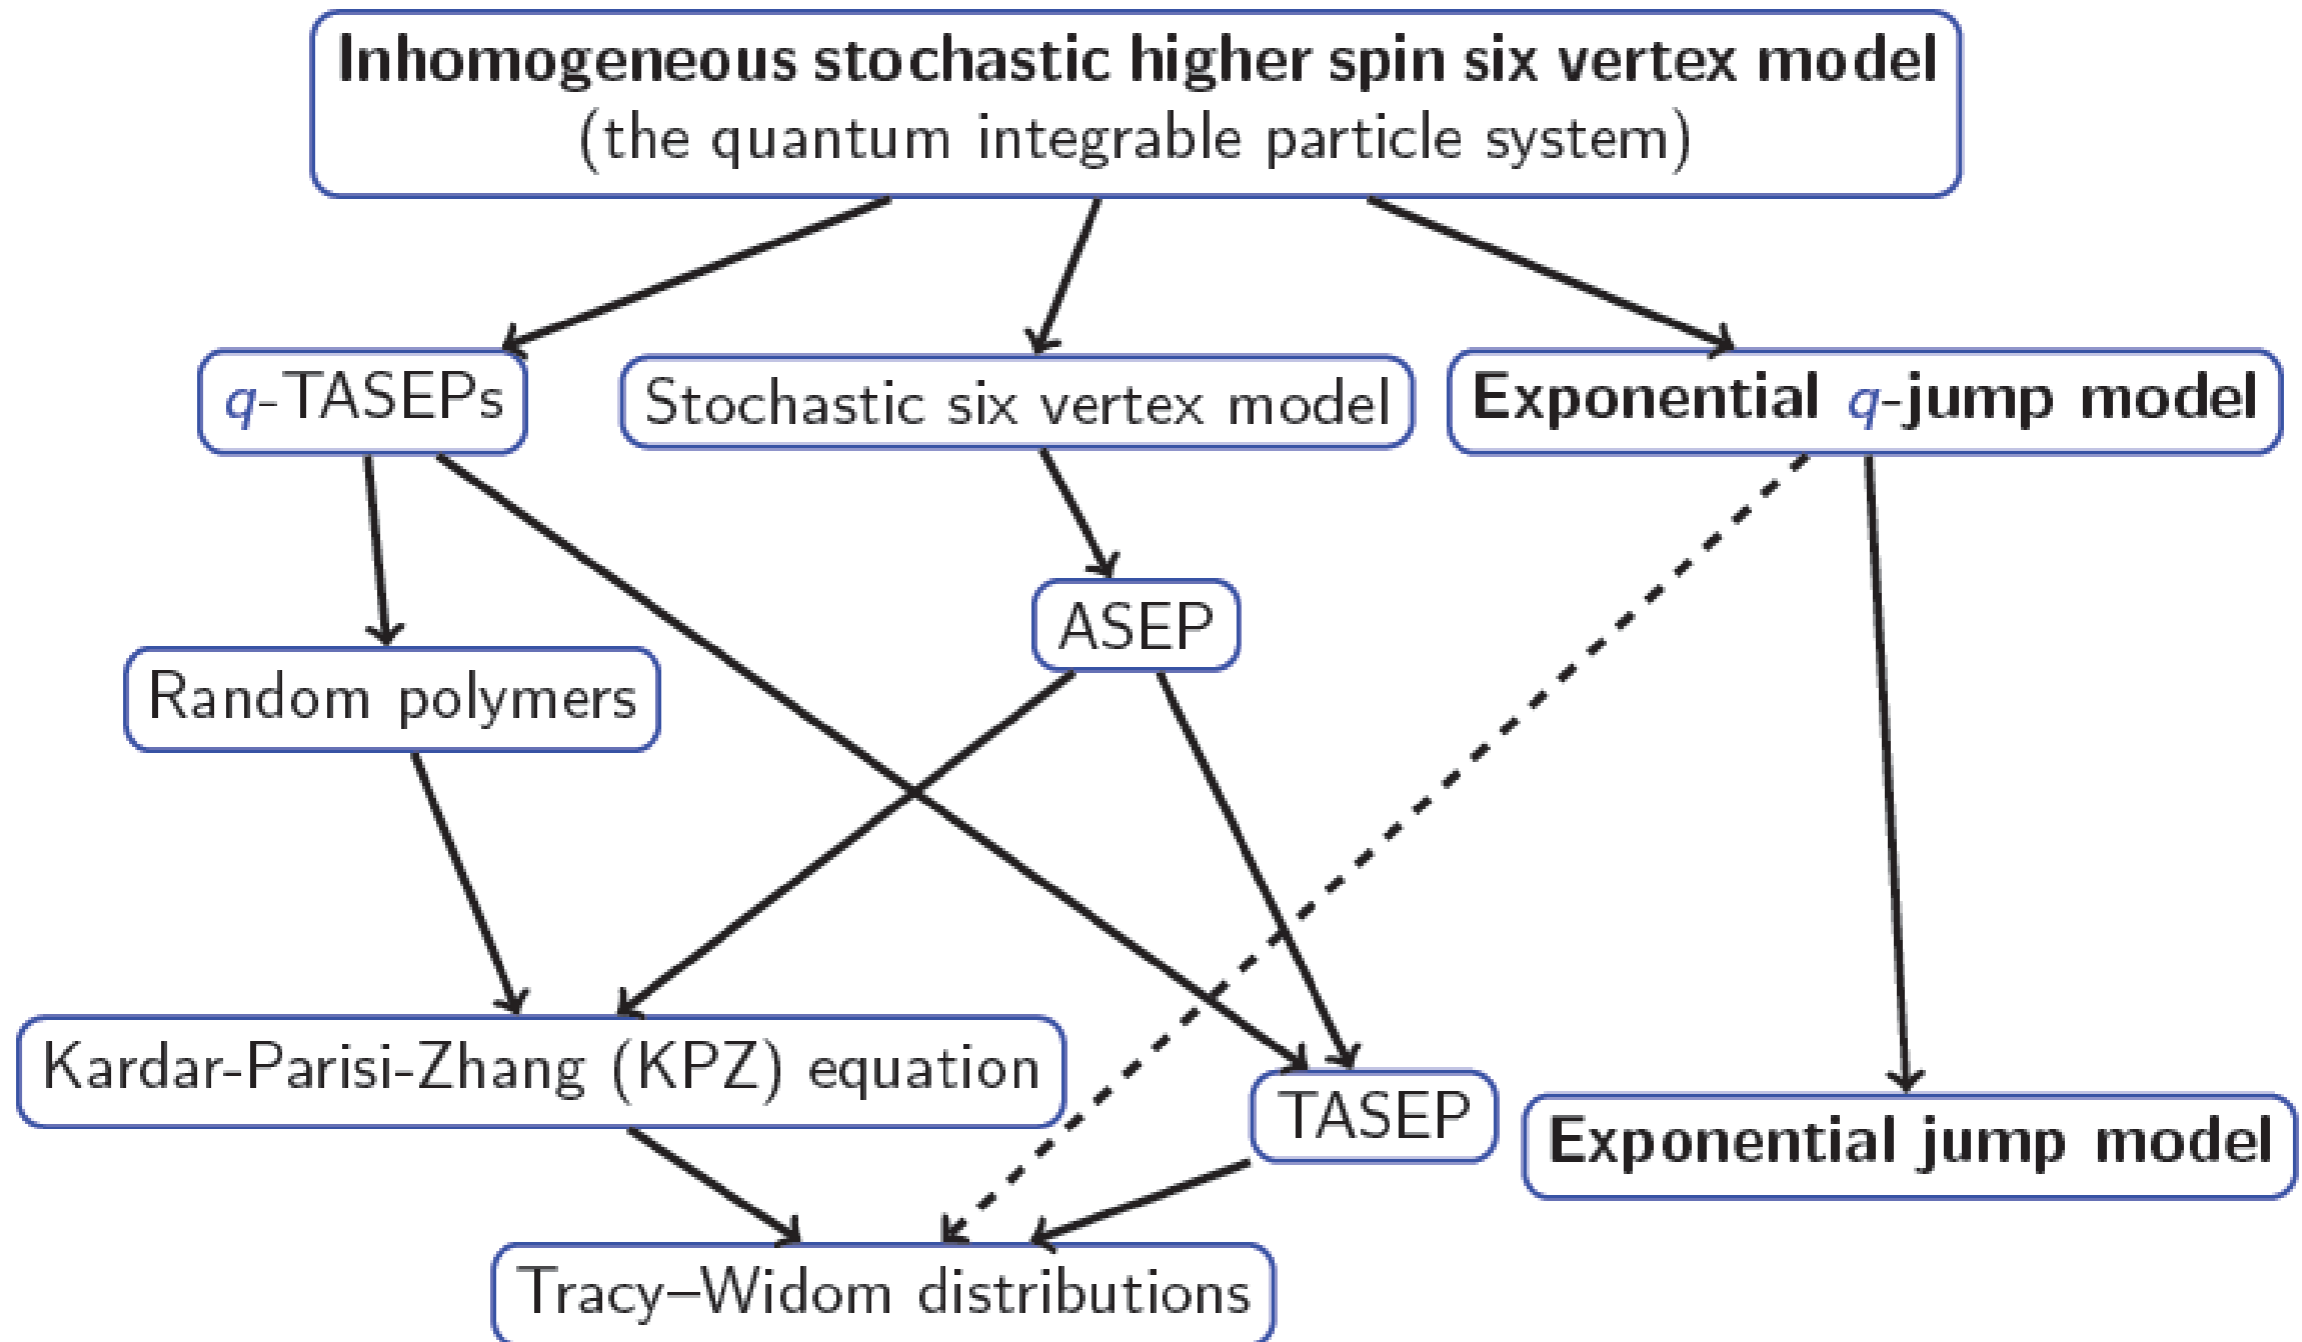 Inhomogeneous stochastic higher spin six vertex model
(the quantum integrable particle system)
q-TASEPs
Stochastic six vertex model
Exponential q-jump model
ASEP
Random polymers
Kardar-Parisi-Zhang (KPZ) equation
TASEP
Exponential jump model
Tracy–Widom distributions